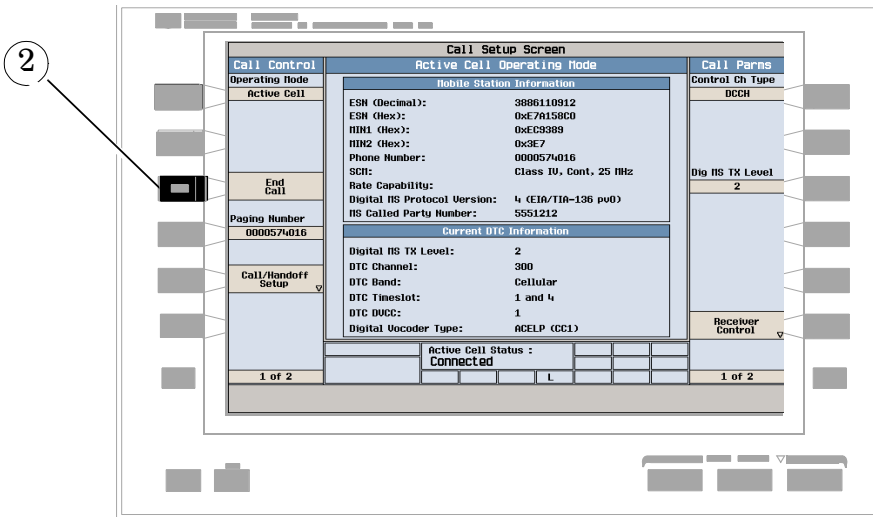 2
Call Setup Screen
Call Control
Active Cell Operating Mode
Call Parms
Operating Mode
Active Cell
End
Call
Paging Number
0000574016
Call/Handoff
Setup
1 of 2
Mobile Station Information
ESN (Decimal): 3886110912
ESN (Hex): 0xE7A158C0
MIN1 (Hex): 0xEC9389
MIN2 (Hex): 0x3E7
Phone Number: 0000574016
SCM: Class IV, Cont, 25 MHz
Rate Capability:
Digital MS Protocol Version: 4 (EIA/TIA-136 pv0)
MS Called Party Number: 5551212
Current DTC Information
Digital MS TX Level: 2
DTC Channel: 300
DTC Band: Cellular
DTC Timeslot: 1 and 4
DTC DVCC: 1
Digital Vocoder Type: ACELP (CC1)
Active Cell Status :
Connected
L
Control Ch Type
DCCH
Dig MS TX Level
2
Receiver
Control
1 of 2